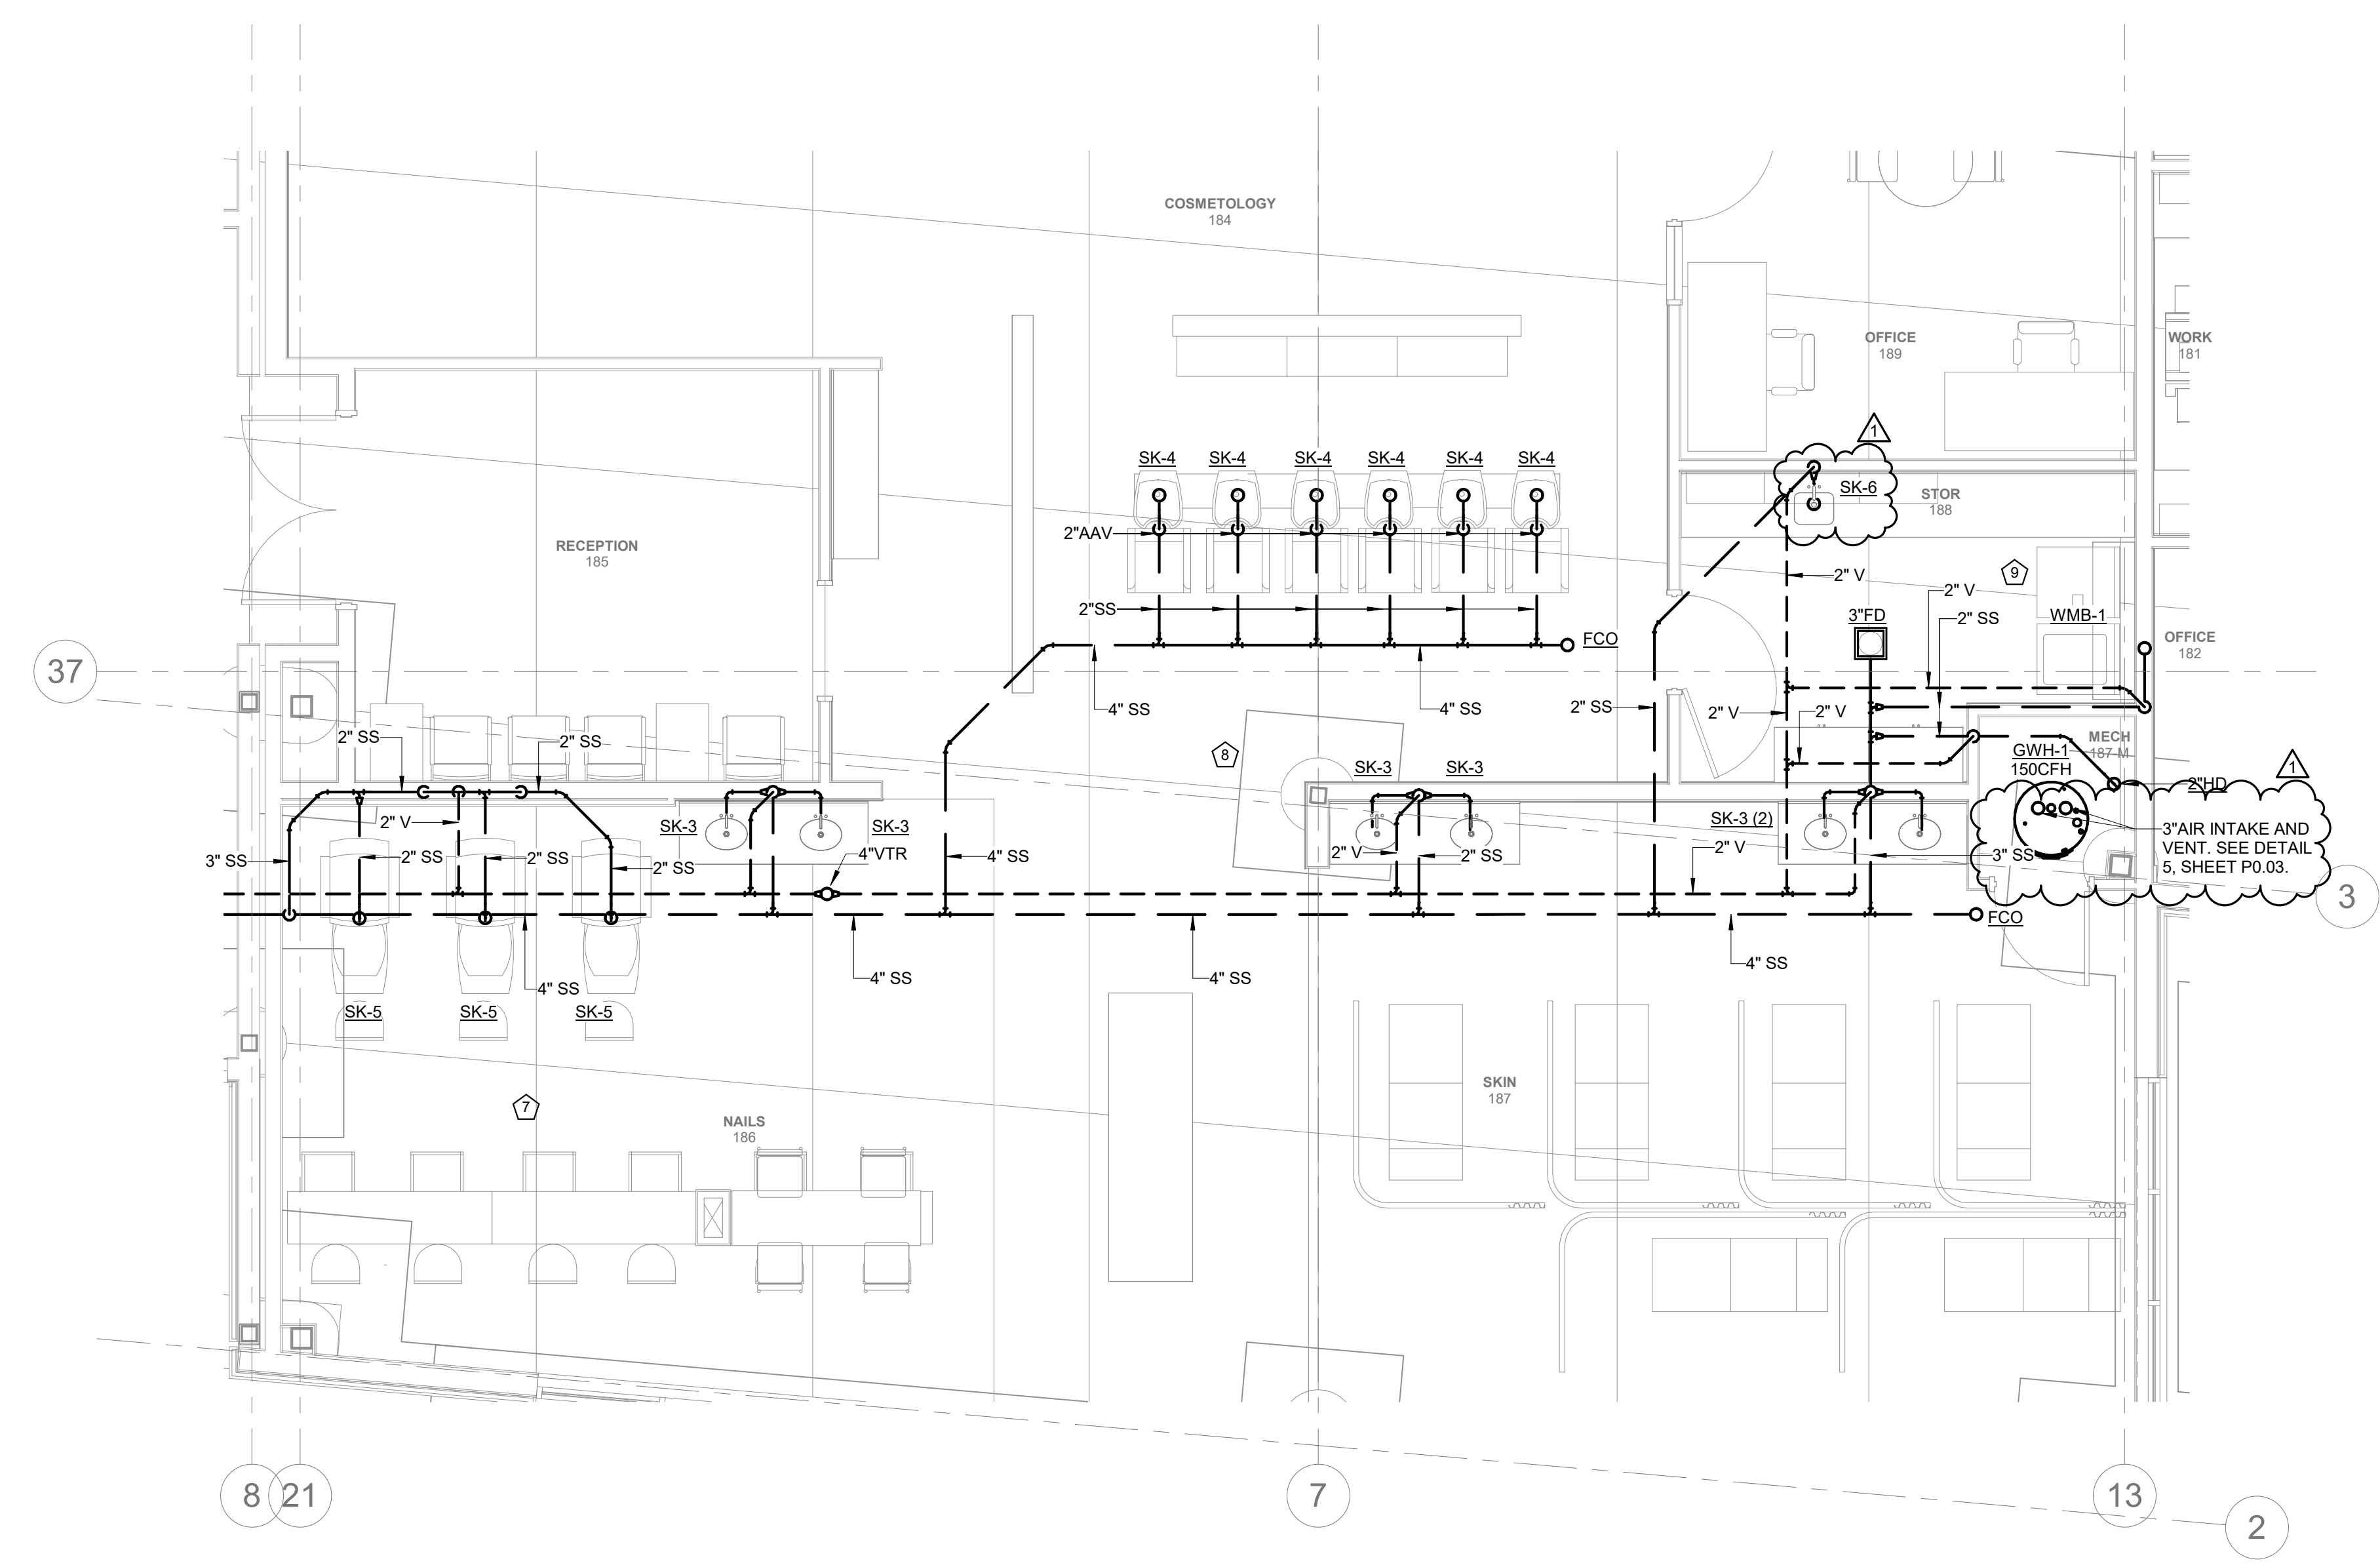 COSMETOLOGY
184
OFFICE
189
WORK
181
1
SK-4
SK-4
SK-4
SK-4
SK-4
SK-4
SK-6
STOR
188
2"AAV
RECEPTION
185
9
2" V
2" V
2"SS
3"FD
2" SS
WMB-1
FCO
OFFICE
182
37
4" SS
4" SS
2" SS
2" V
2" V
2" SS
2" SS
8
MECH
187-M
GWH-1
150CFH
1
SK-3
SK-3
2"HD
2" V
SK-3
SK-3
SK-3 (2)
3"AIR INTAKE AND
VENT. SEE DETAIL
5, SHEET P0.03.
3" SS
2" SS
2" SS
2" SS
4"VTR
4" SS
2" V
2" SS
2" V
3" SS
3
FCO
4" SS
4" SS
4" SS
4" SS
SK-5
SK-5
SK-5
7
SKIN
187
NAILS
186
8
21
7
13
2